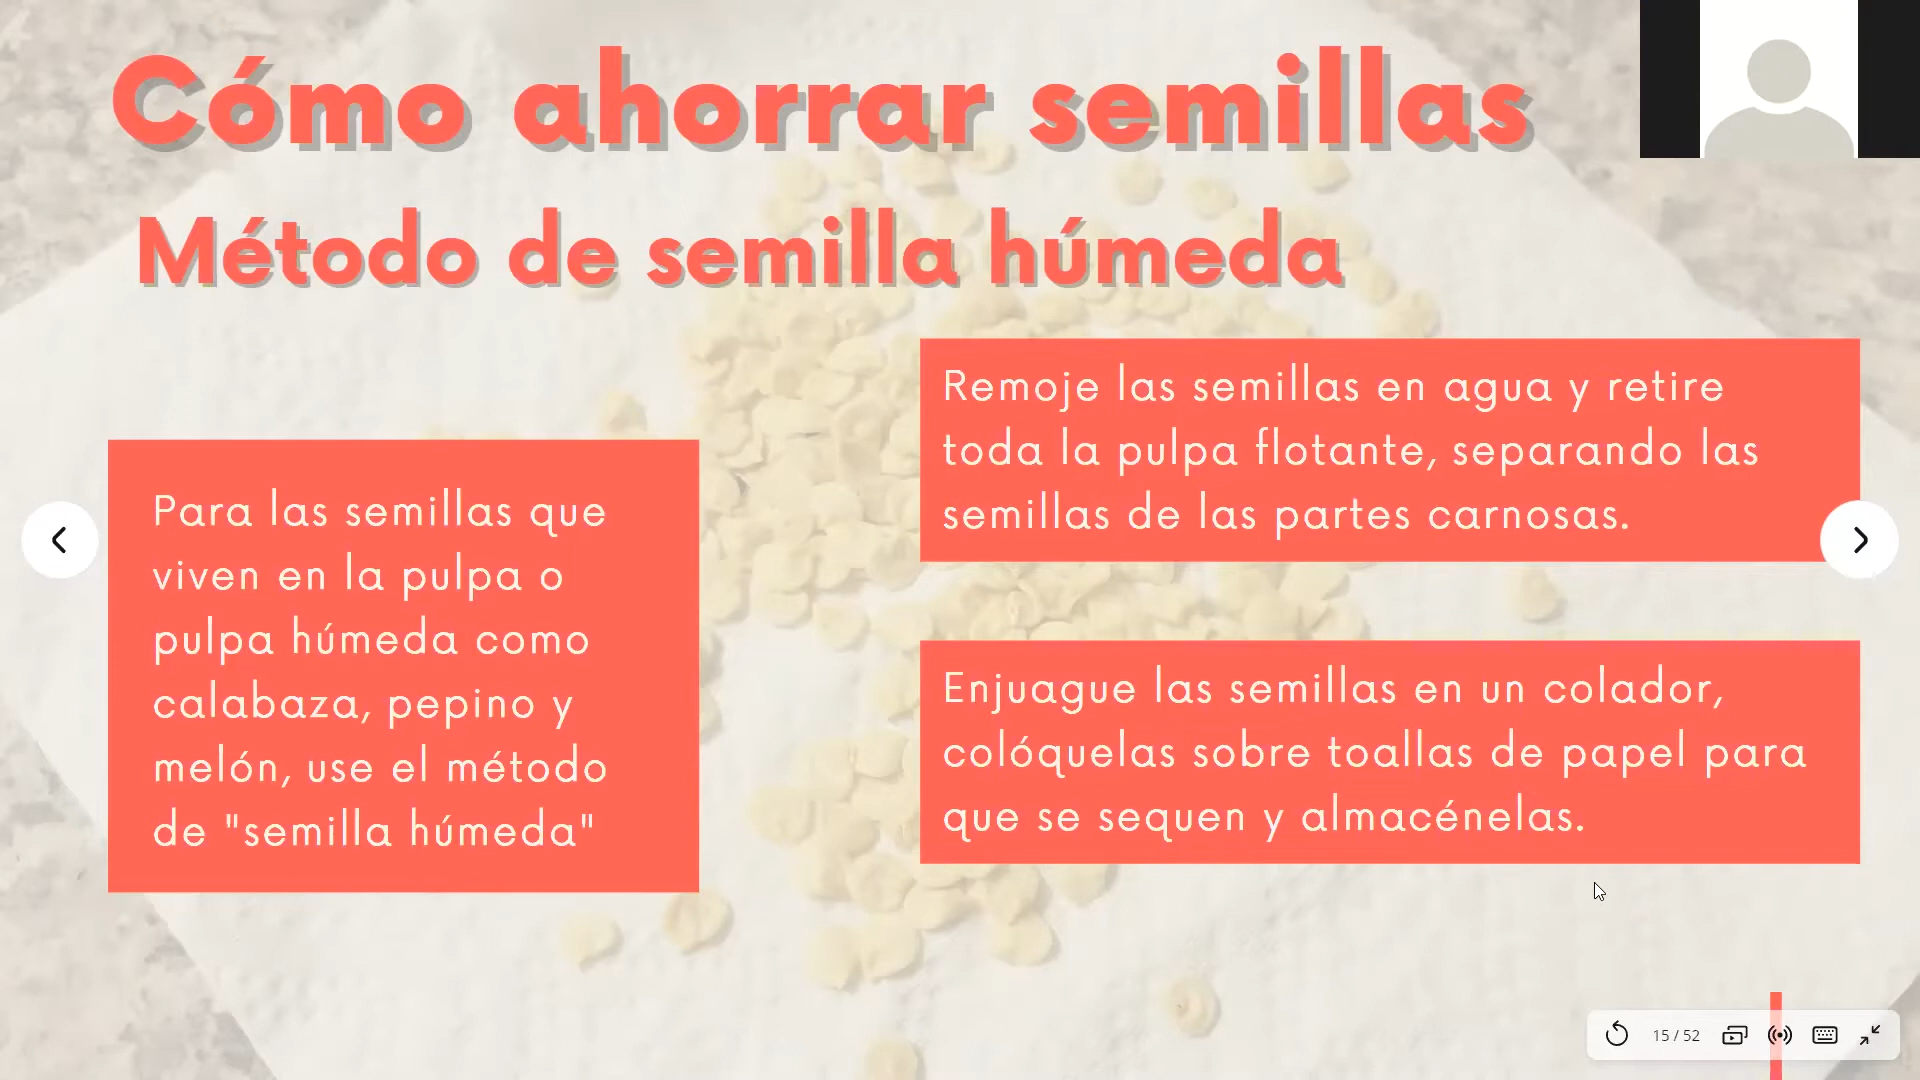 Cómo ahorrar semillas
Método de semilla húmeda
Para las semillas que
viven en la pulpa o
pulpa húmeda como
calabaza, pepino y
melón, use el método
de "semilla húmeda"
Remoje las semillas en agua y retire
toda la pulpa flotante, separando las
semillas de las partes carnosas.
Enjuague las semillas en un colador,
colóquelas sobre toallas de papel para
que se sequen y almacénelas.
15 / 52